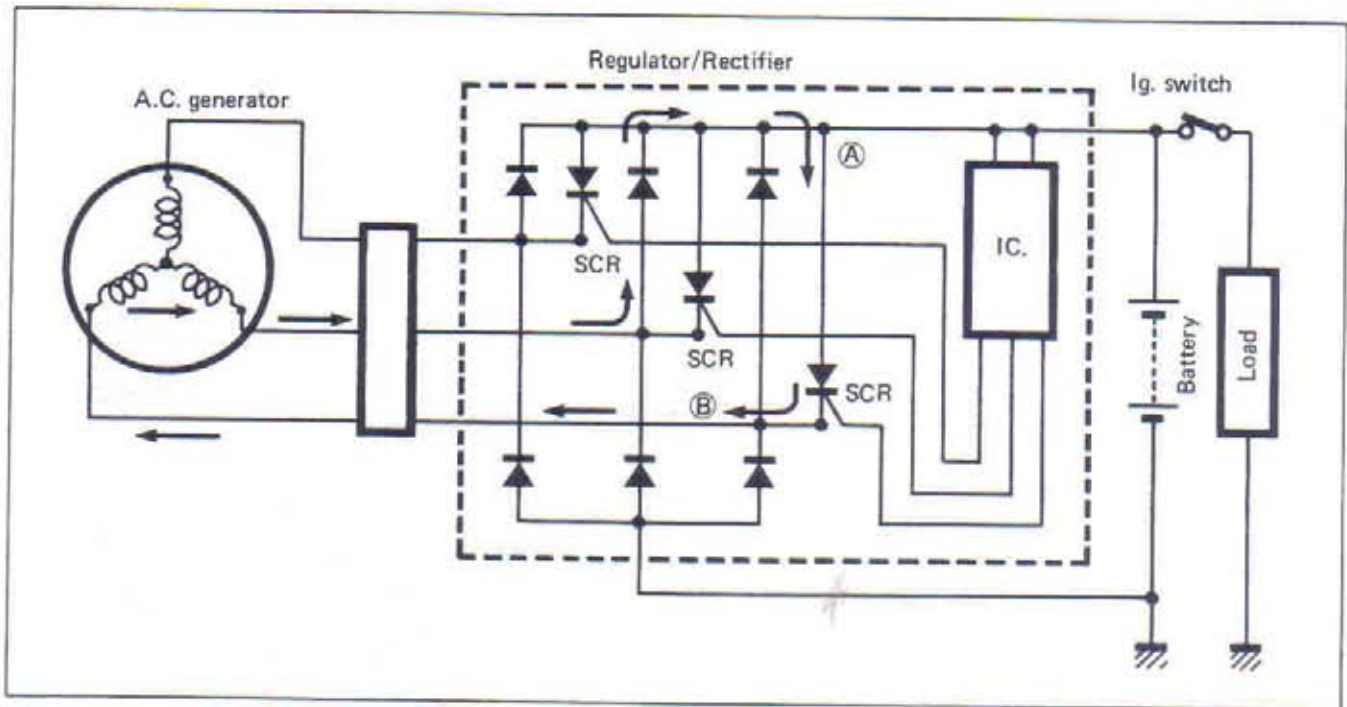 Regulator/Rectifier
Ig. switch
A.C. generator
Ⓐ
IC.
SCR
SCR
SCR
Ⓑ
Battery
Load